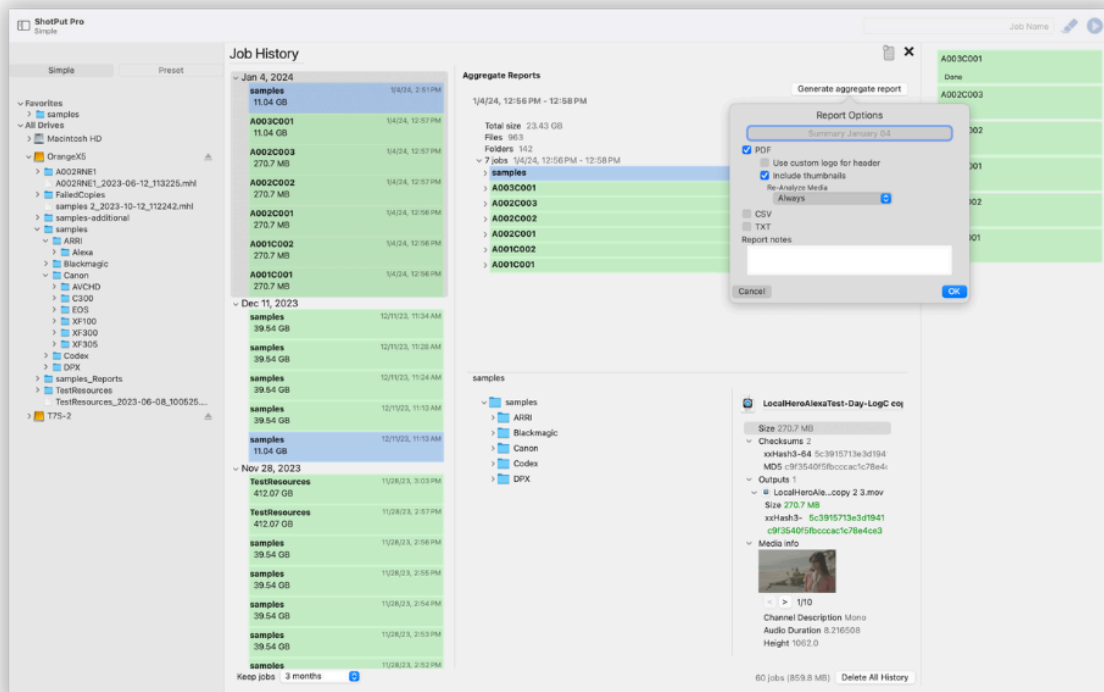 ShotPut Pro
Simple
Job Name
Simple
Preset
Favorites
samples
All Drives
Macintosh HD
OrangeX5
A002RNE1
A002RNE1_2023-06-12_113225.mhl
FailedCopies
samples 2_2023-10-12_112242.mhl
samples-additional
samples
ARRI
Alexa
Blackmagic
Canon
AVCHD
C300
EOS
XF100
XF300
XF305
Codex
DPX
samples_Reports
TestResources
TestResources_2023-06-08_100525....
T75-2
Job History
Jan 4, 2024
samples 1/4/24, 2:51 PM
11.04 GB
A003C001 1/4/24, 12:57 PM
11.04 GB
A002C003 1/4/24, 12:57 PM
270.7 MB
A002C002 1/4/24, 12:57 PM
270.7 MB
A002C001 1/4/24, 12:56 PM
270.7 MB
A001C002 1/4/24, 12:56 PM
270.7 MB
A001C001 1/4/24, 12:56 PM
270.7 MB
Dec 11, 2023
samples 12/11/23, 11:34 AM
39.54 GB
samples 12/11/23, 11:28 AM
39.54 GB
samples 12/11/23, 11:24 AM
39.54 GB
samples 12/11/23, 11:13 AM
39.54 GB
samples 12/11/23, 11:13 AM
11.04 GB
Nov 28, 2023
TestResources 11/28/23, 3:03 PM
412.07 GB
TestResources 11/28/23, 2:57 PM
412.07 GB
samples 11/28/23, 2:56 PM
39.54 GB
samples 11/28/23, 2:55 PM
39.54 GB
samples 11/28/23, 2:54 PM
39.54 GB
samples 11/28/23, 2:53 PM
39.54 GB
samples 11/28/23, 2:52 PM
Keep jobs 3 months
Aggregate Reports
Generate aggregate report
1/4/24, 12:56 PM - 12:58 PM
Total size 23.43 GB
Files 963
Folders 142
7 jobs 1/4/24, 12:56 PM - 12:58 PM
samples
A003C001
A002C003
A002C002
A002C001
A001C002
A001C001
Report Options
Summary January 04
PDF
Use custom logo for header
Include thumbnails
Re-Analyze Media
Always
CSV
TXT
Report notes
Cancel
OK
A003C001
Done
A002C003
002
001
002
001
samples
samples
ARRI
Blackmagic
Canon
Codex
DPX
LocalHeroAlexaTest-Day-LogC cop
Size 270.7 MB
Checksums 2
xxHash3-64 5c3915713e3d194
MD5 c9f3540f5fbcccac1c78e4c
Outputs 1
LocalHeroAle...copy 2 3.mov
Size 270.7 MB
xxHash3- 5c3915713e3d1941
c9f3540f5fbcccac1c78e4ce3
Media info
< > 1/10
Channel Description Mono
Audio Duration 8.216508
Height 1062.0
60 jobs (859.8 MB)
Delete All History